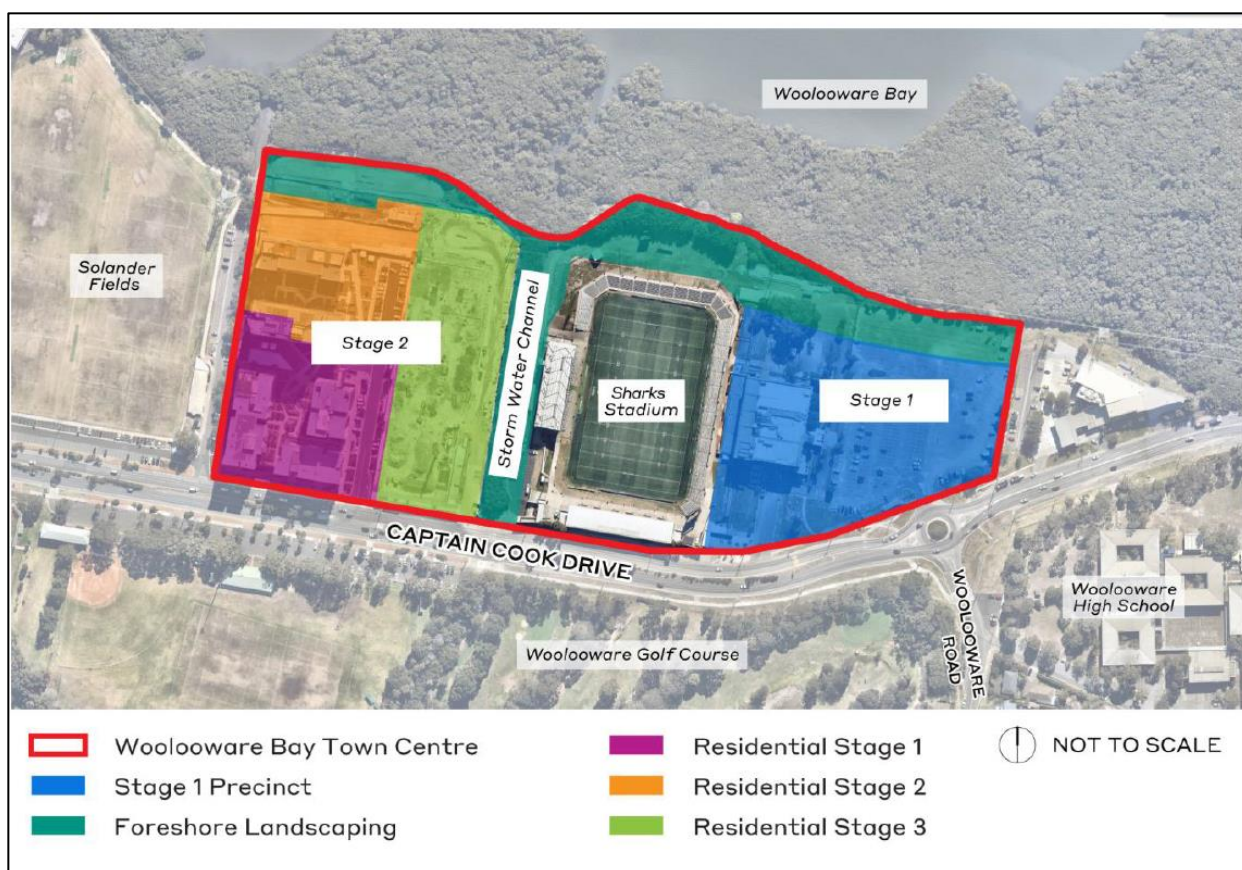 Woolooware Bay
Solander
Fields
Stage 2
Storm Water Channel
Sharks
Stadium
Stage 1
CAPTAIN COOK DRIVE
Woolooware Golf Course
WOOLOOWARE
ROAD
Woolooware
High School
Woolooware Bay Town Centre
Stage 1 Precinct
Foreshore Landscaping
Residential Stage 1
Residential Stage 2
Residential Stage 3
NOT TO SCALE